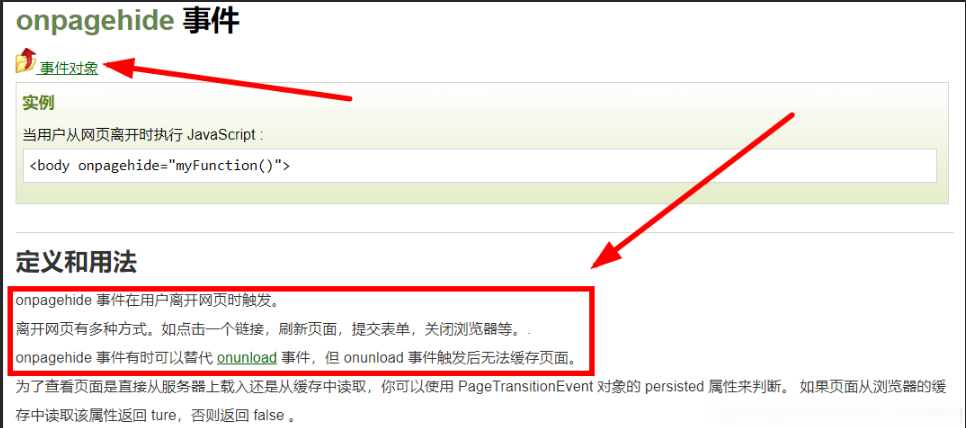 onpagehide 事件
事件对象
实例
当用户从网页离开时执行 JavaScript :
<body onpagehide="myFunction()">
定义和用法
onpagehide 事件在用户离开网页时触发。
离开网页有多种方式。如点击一个链接，刷新页面，提交表单，关闭浏览器等。.
onpagehide 事件有时可以替代 onunload 事件，但 onunload 事件触发后无法缓存页面。
为了查看页面是直接从服务器上载入还是从缓存中读取，你可以使用 PageTransitionEvent 对象的 persisted 属性来判断。 如果页面从浏览器的缓
存中读取该属性返回 ture，否则返回 false 。